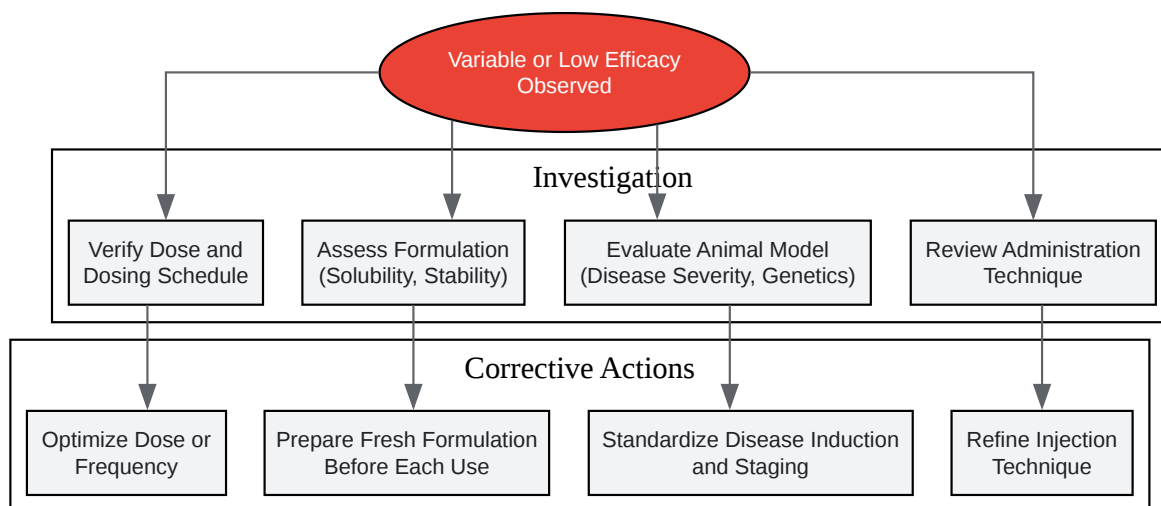 Variable or Low Efficacy
Observed
Investigation
Verify Dose and
Dosing Schedule
Assess Formulation
(Solubility, Stability)
Evaluate Animal Model
(Disease Severity, Genetics)
Review Administration
Technique
Corrective Actions
Optimize Dose or
Frequency
Prepare Fresh Formulation
Before Each Use
Standardize Disease Induction
and Staging
Refine Injection
Technique